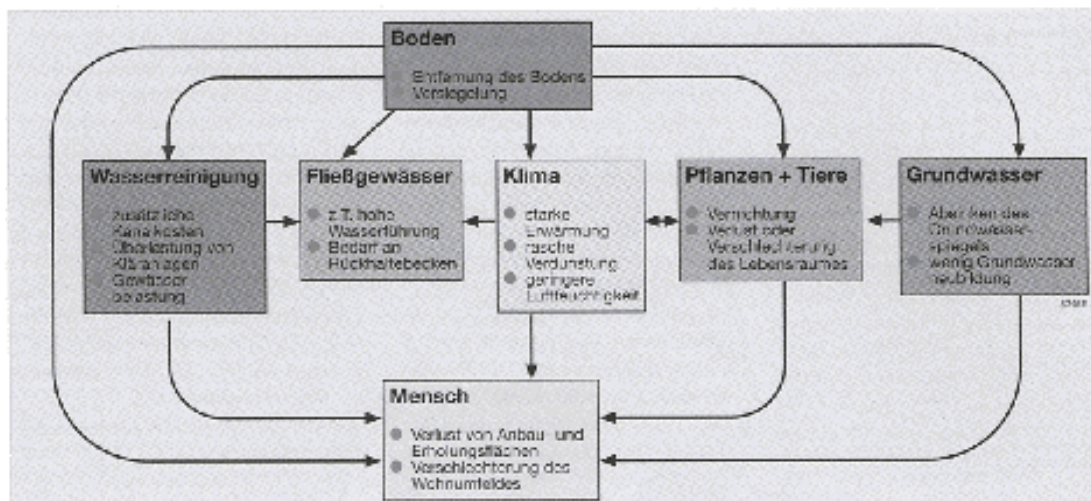 Boden
Entfernung des Bodens
Versiegelung
Wasserreinigung
zusätzliche
Kanalkosten
Überlastung von
Kläranlagen
Gewässer
belastung
Fließgewässer
z.T. hohe
Wasserführung
Bedarf an
Rückhaltebecken
Klima
starke
Erwärmung
rasche
Verdunstung
geringere
Luftfeuchtigkeit
Pflanzen + Tiere
Vernichtung
Verlust oder
Verschlechterung
des Lebensraumes
Grundwasser
Absinken des
Grundwasser-
spiegels
wenig Grundwasser
neubildung
Mensch
Verlust von Anbau- und
Erholungsflächen
Verschlechterung des
Wohnumfeldes